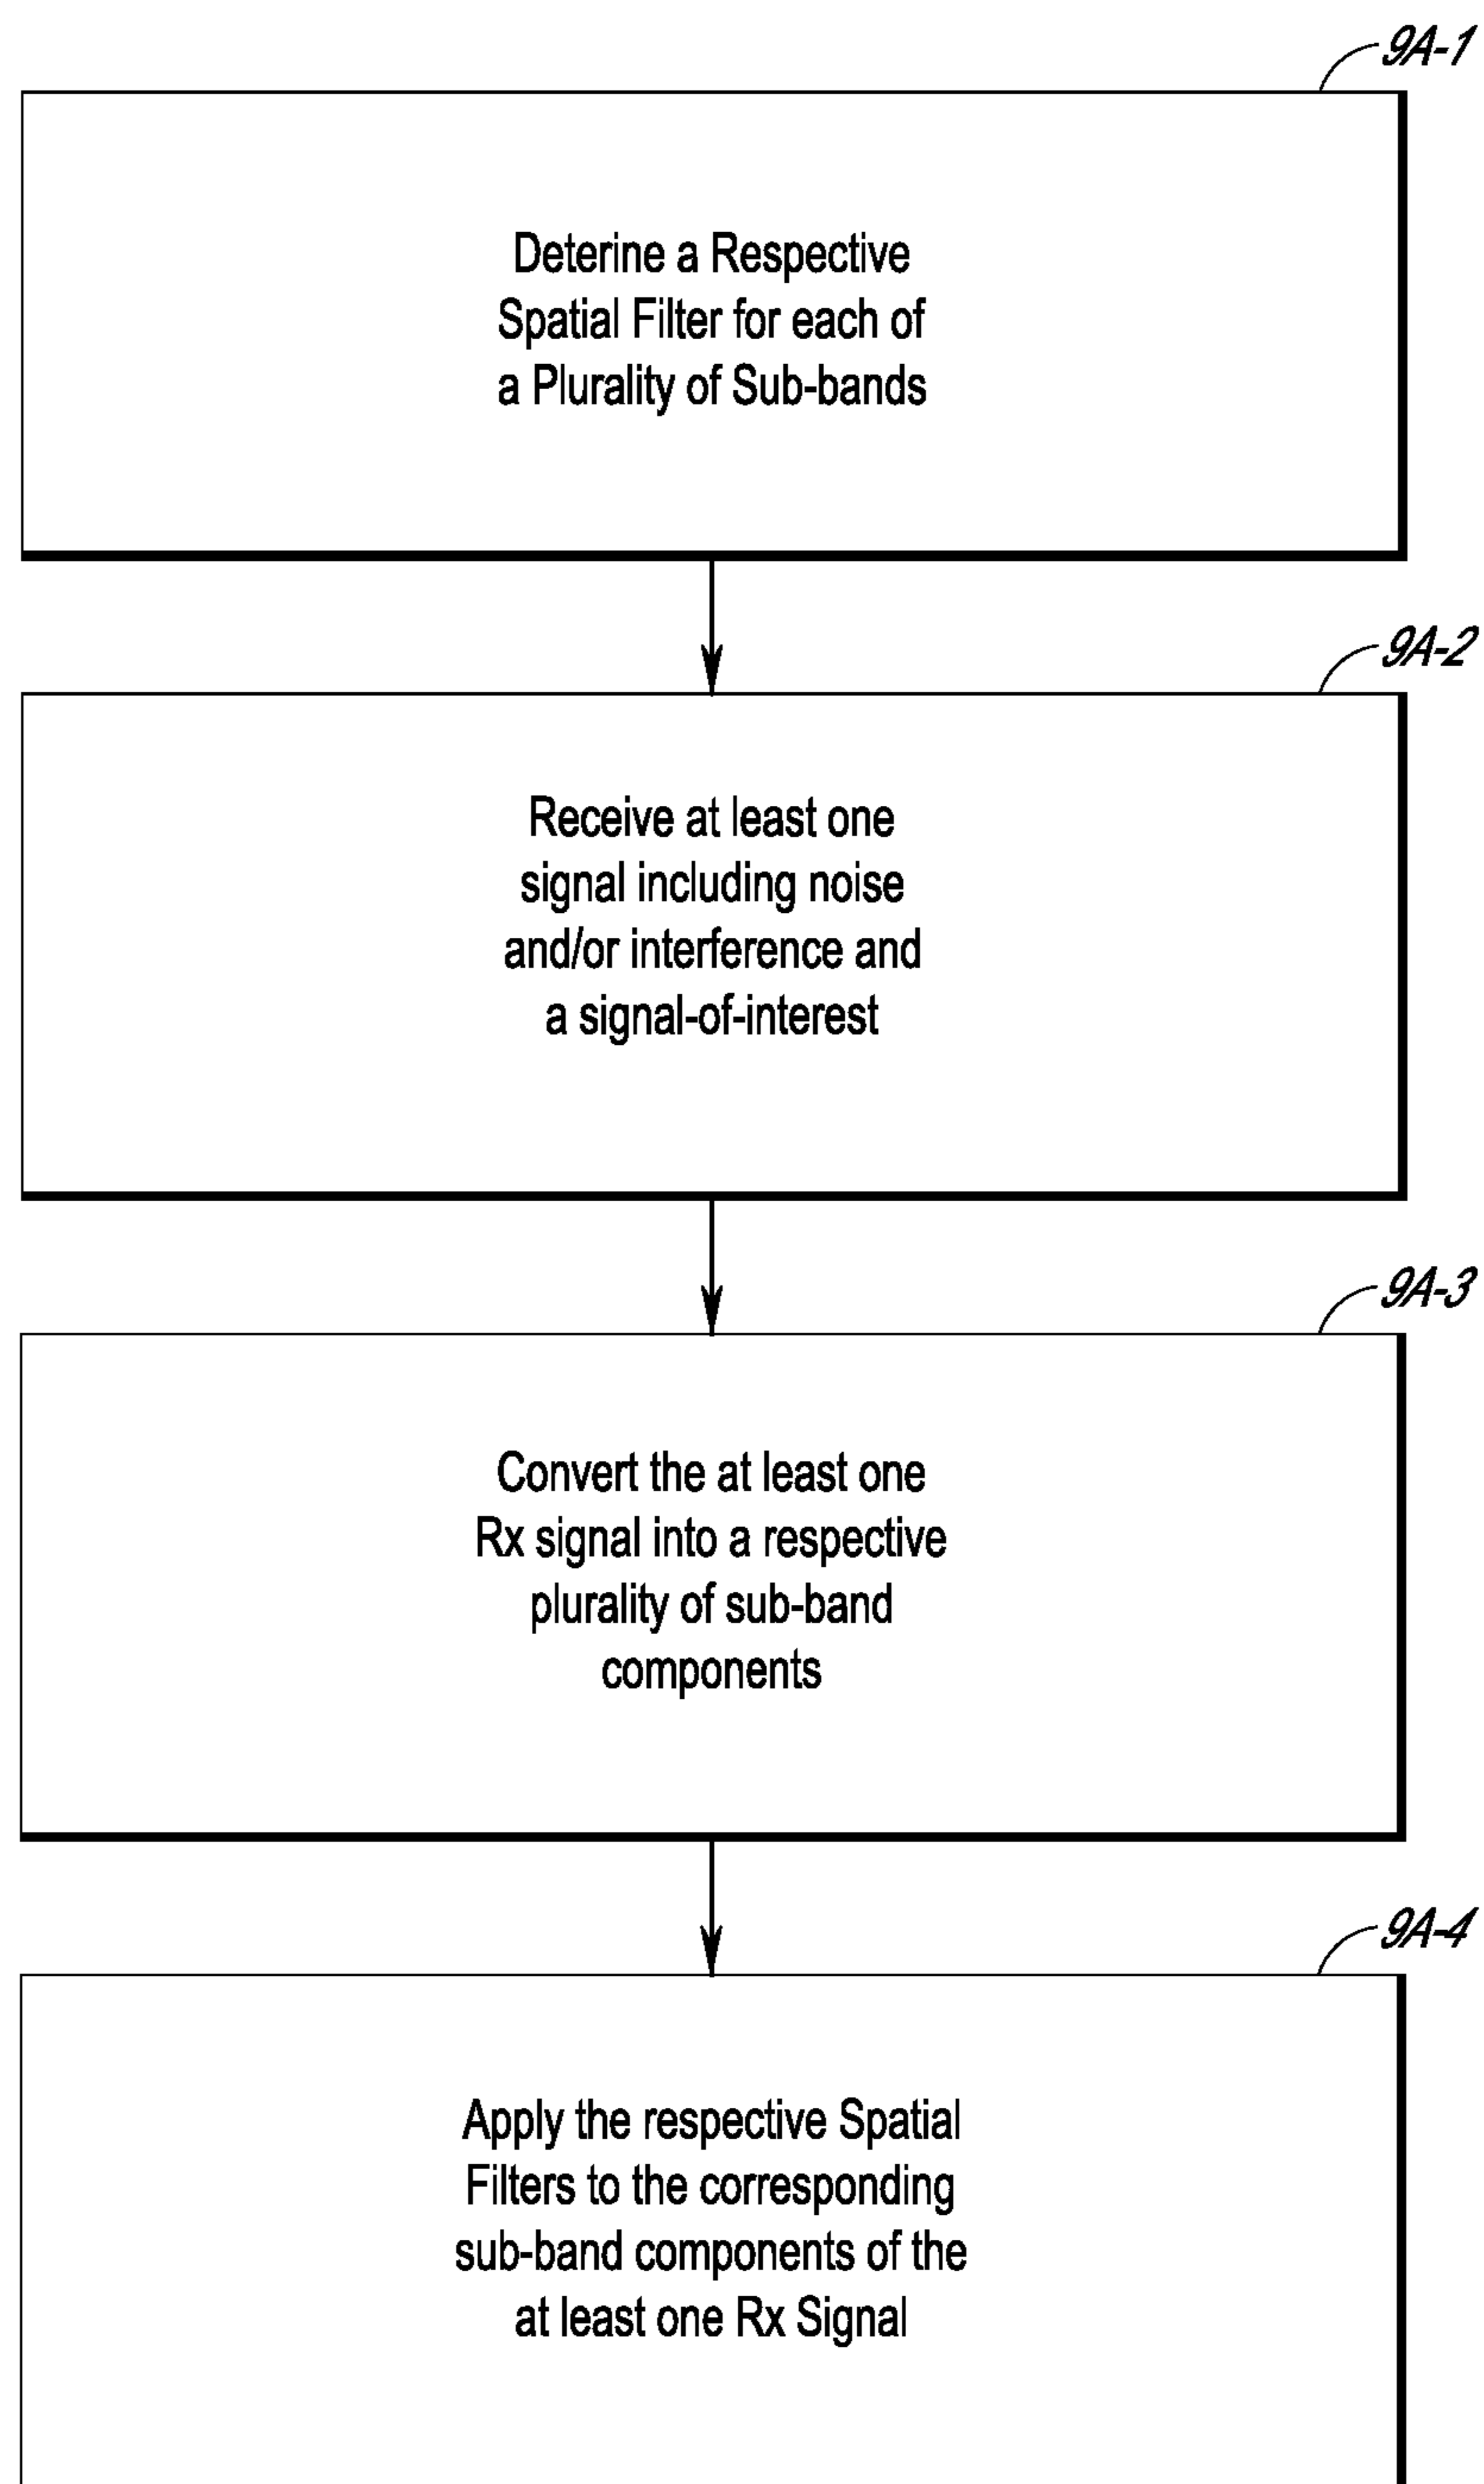 9A-1
Deterine a Respective
Spatial Filter for each of
a Plurality of Sub-bands
9A-2
Receive at least one
signal including noise
and/or interference and
a signal-of-interest
9A-3
Convert the at least one
Rx signal into a respective
plurality of sub-band
components
9A-4
Apply the respective Spatial
Filters to the corresponding
sub-band components of the
at least one Rx Signal